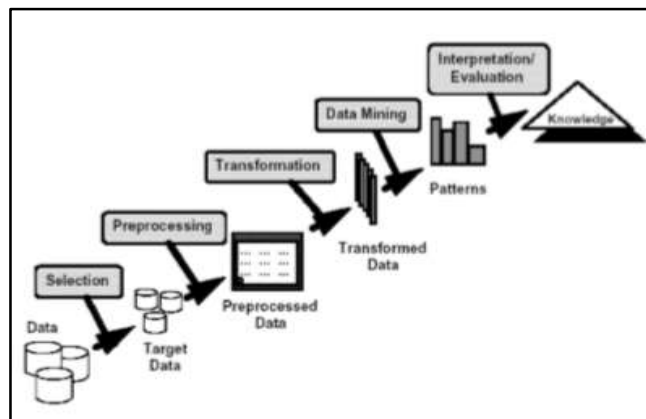 Interpretation/
Evaluation
Data Mining
Knowledge
Transformation
Patterns
Preprocessing
Transformed
Data
Selection
Preprocessed
Data
Data
Target
Data